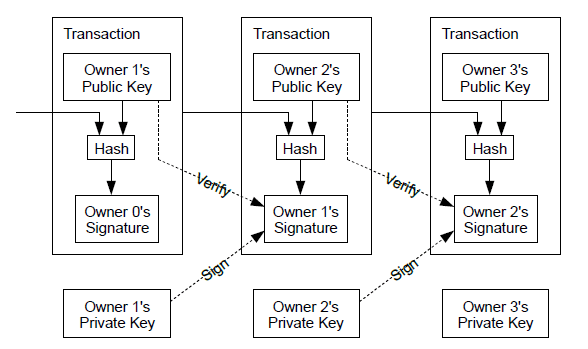 Transaction
Transaction
Transaction
Owner 1's
Public Key
Owner 2's
Public Key
Owner 3's
Public Key
Hash
Hash
Hash
Verify
Verify
Owner 0's
Signature
Owner 1's
Signature
Owner 2's
Signature
Sign
Sign
Owner 1's
Private Key
Owner 2's
Private Key
Owner 3's
Private Key